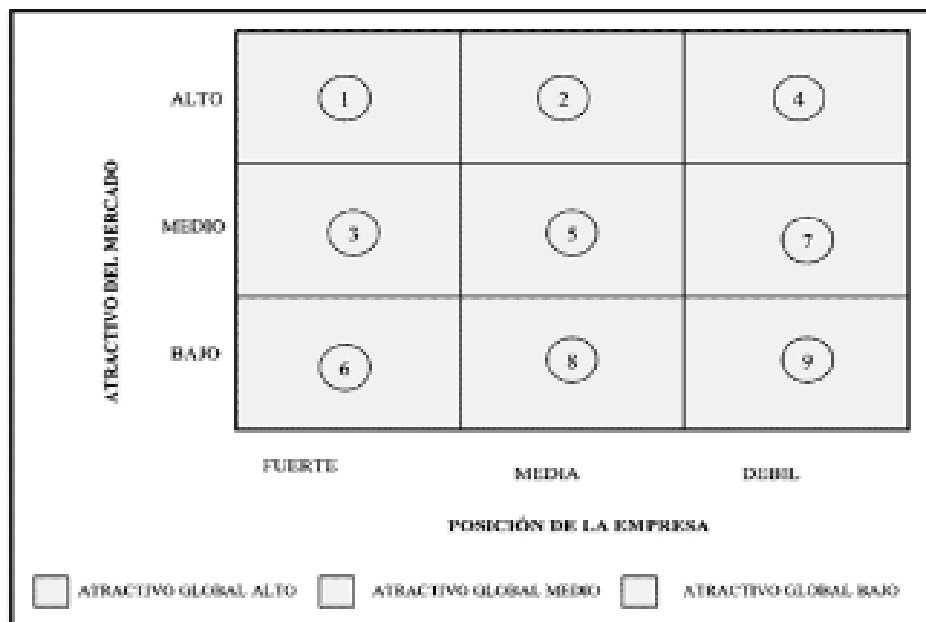 ATRACTIVO DEL MERCADO
ALTO
1
2
4
MEDIO
3
5
7
BAJO
6
8
9
FUERTE
MEDIA
DEBIL
POSICIÓN DE LA EMPRESA
ATRACTIVO GLOBAL ALTO
ATRACTIVO GLOBAL MEDIO
ATRACTIVO GLOBAL BAJO